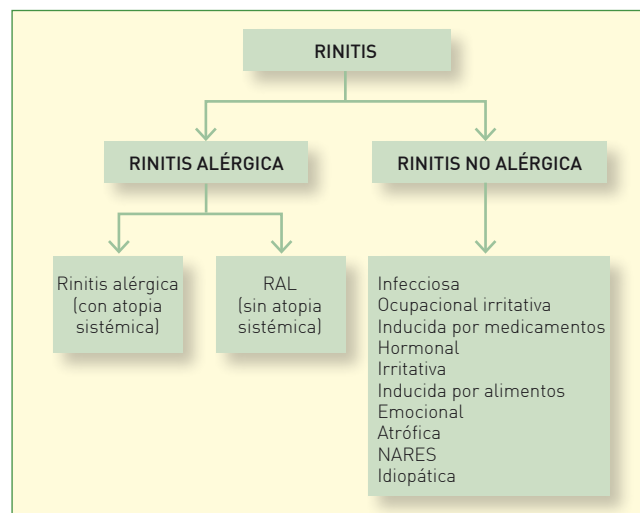 RINITIS
RINITIS ALÉRGICA
RINITIS NO ALÉRGICA
Rinitis alérgica
(con atopia
sistémica)
RAL
(sin atopia
sistémica)
Infecciosa
Ocupacional irritativa
Inducida por medicamentos
Hormonal
Irritativa
Inducida por alimentos
Emocional
Atrófica
NARES
Idiopática